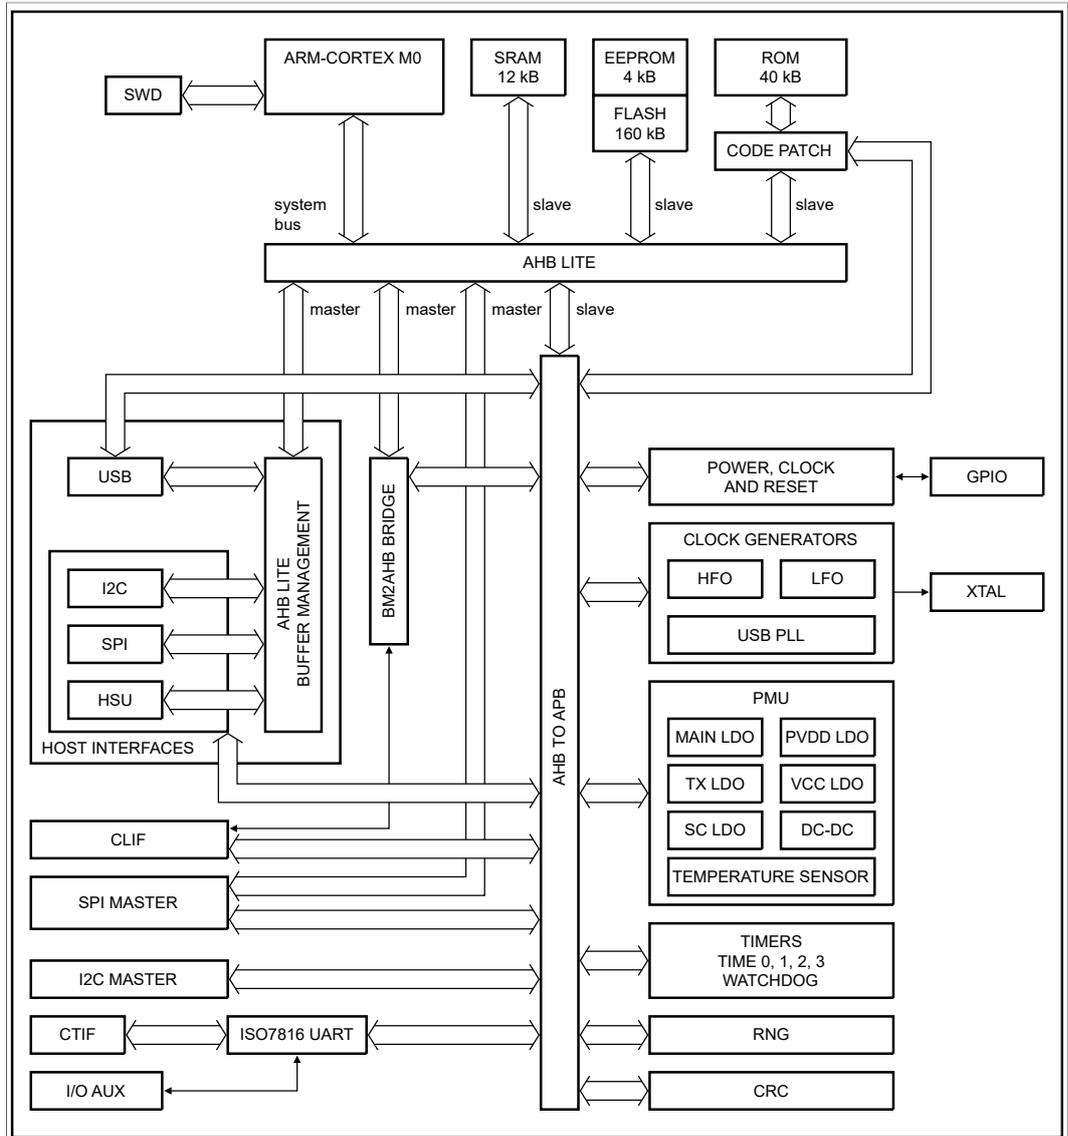 ARM-CORTEX M0
SRAM
12 kB
EEPROM
4 kB
ROM
40 kB
SWD
FLASH
160 kB
CODE PATCH
system
bus
slave
slave
slave
AHB LITE
master
master
master
slave
USB
AHB LITE
BUFFER MANAGEMENT
BM2AHB BRIDGE
I2C
SPI
HSU
HOST INTERFACES
AHB TO APB
POWER, CLOCK
AND RESET
GPIO
CLOCK GENERATORS
HFO
LFO
USB PLL
XTAL
PMU
MAIN LDO
PVDD LDO
TX LDO
VCC LDO
SC LDO
DC-DC
TEMPERATURE SENSOR
CLIF
SPI MASTER
I2C MASTER
TIMERS
TIME 0, 1, 2, 3
WATCHDOG
CTIF
ISO7816 UART
RNG
I/O AUX
CRC